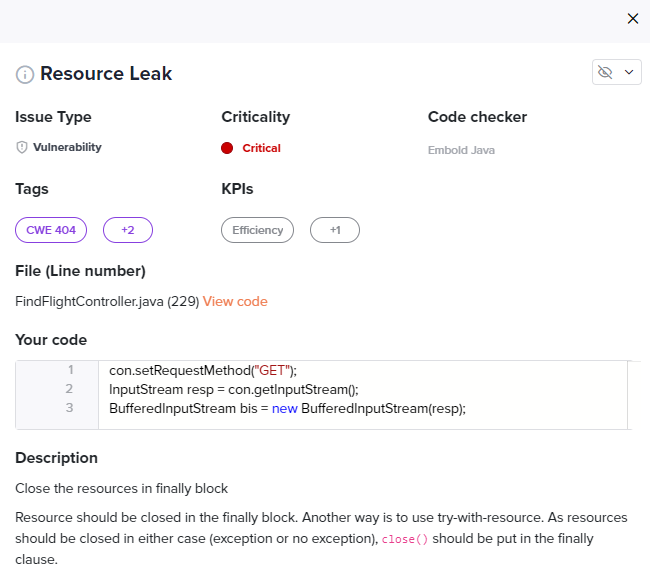 Resource Leak
Issue Type Criticality Code checker
Vulnerability Critical Embold Java
Tags KPIs
CWE 404 +2 Efficiency +1
File (Line number)
FindFlightController.java (229) View code
Your code
1 con.setRequestMethod("GET");
2 InputStream resp = con.getInputStream();
3 BufferedInputStream bis = new BufferedInputStream(resp);
Description
Close the resources in finally block
Resource should be closed in the finally block. Another way is to use try-with-resource. As resources
should be closed in either case (exception or no exception), close() should be put in the finally
clause.